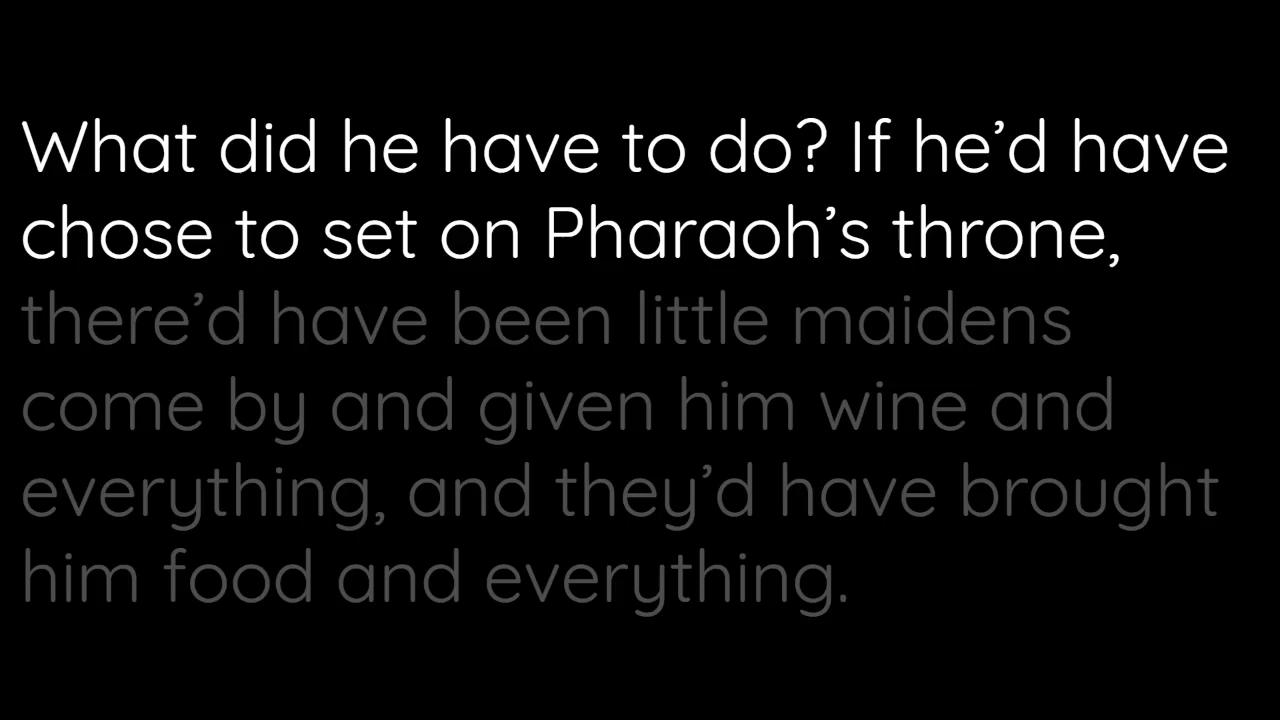 What did he have to do? If he’d have
chose to set on Pharaoh’s throne,
there’d have been little maidens
come by and given him wine and
everything, and they’d have brought
him food and everything.